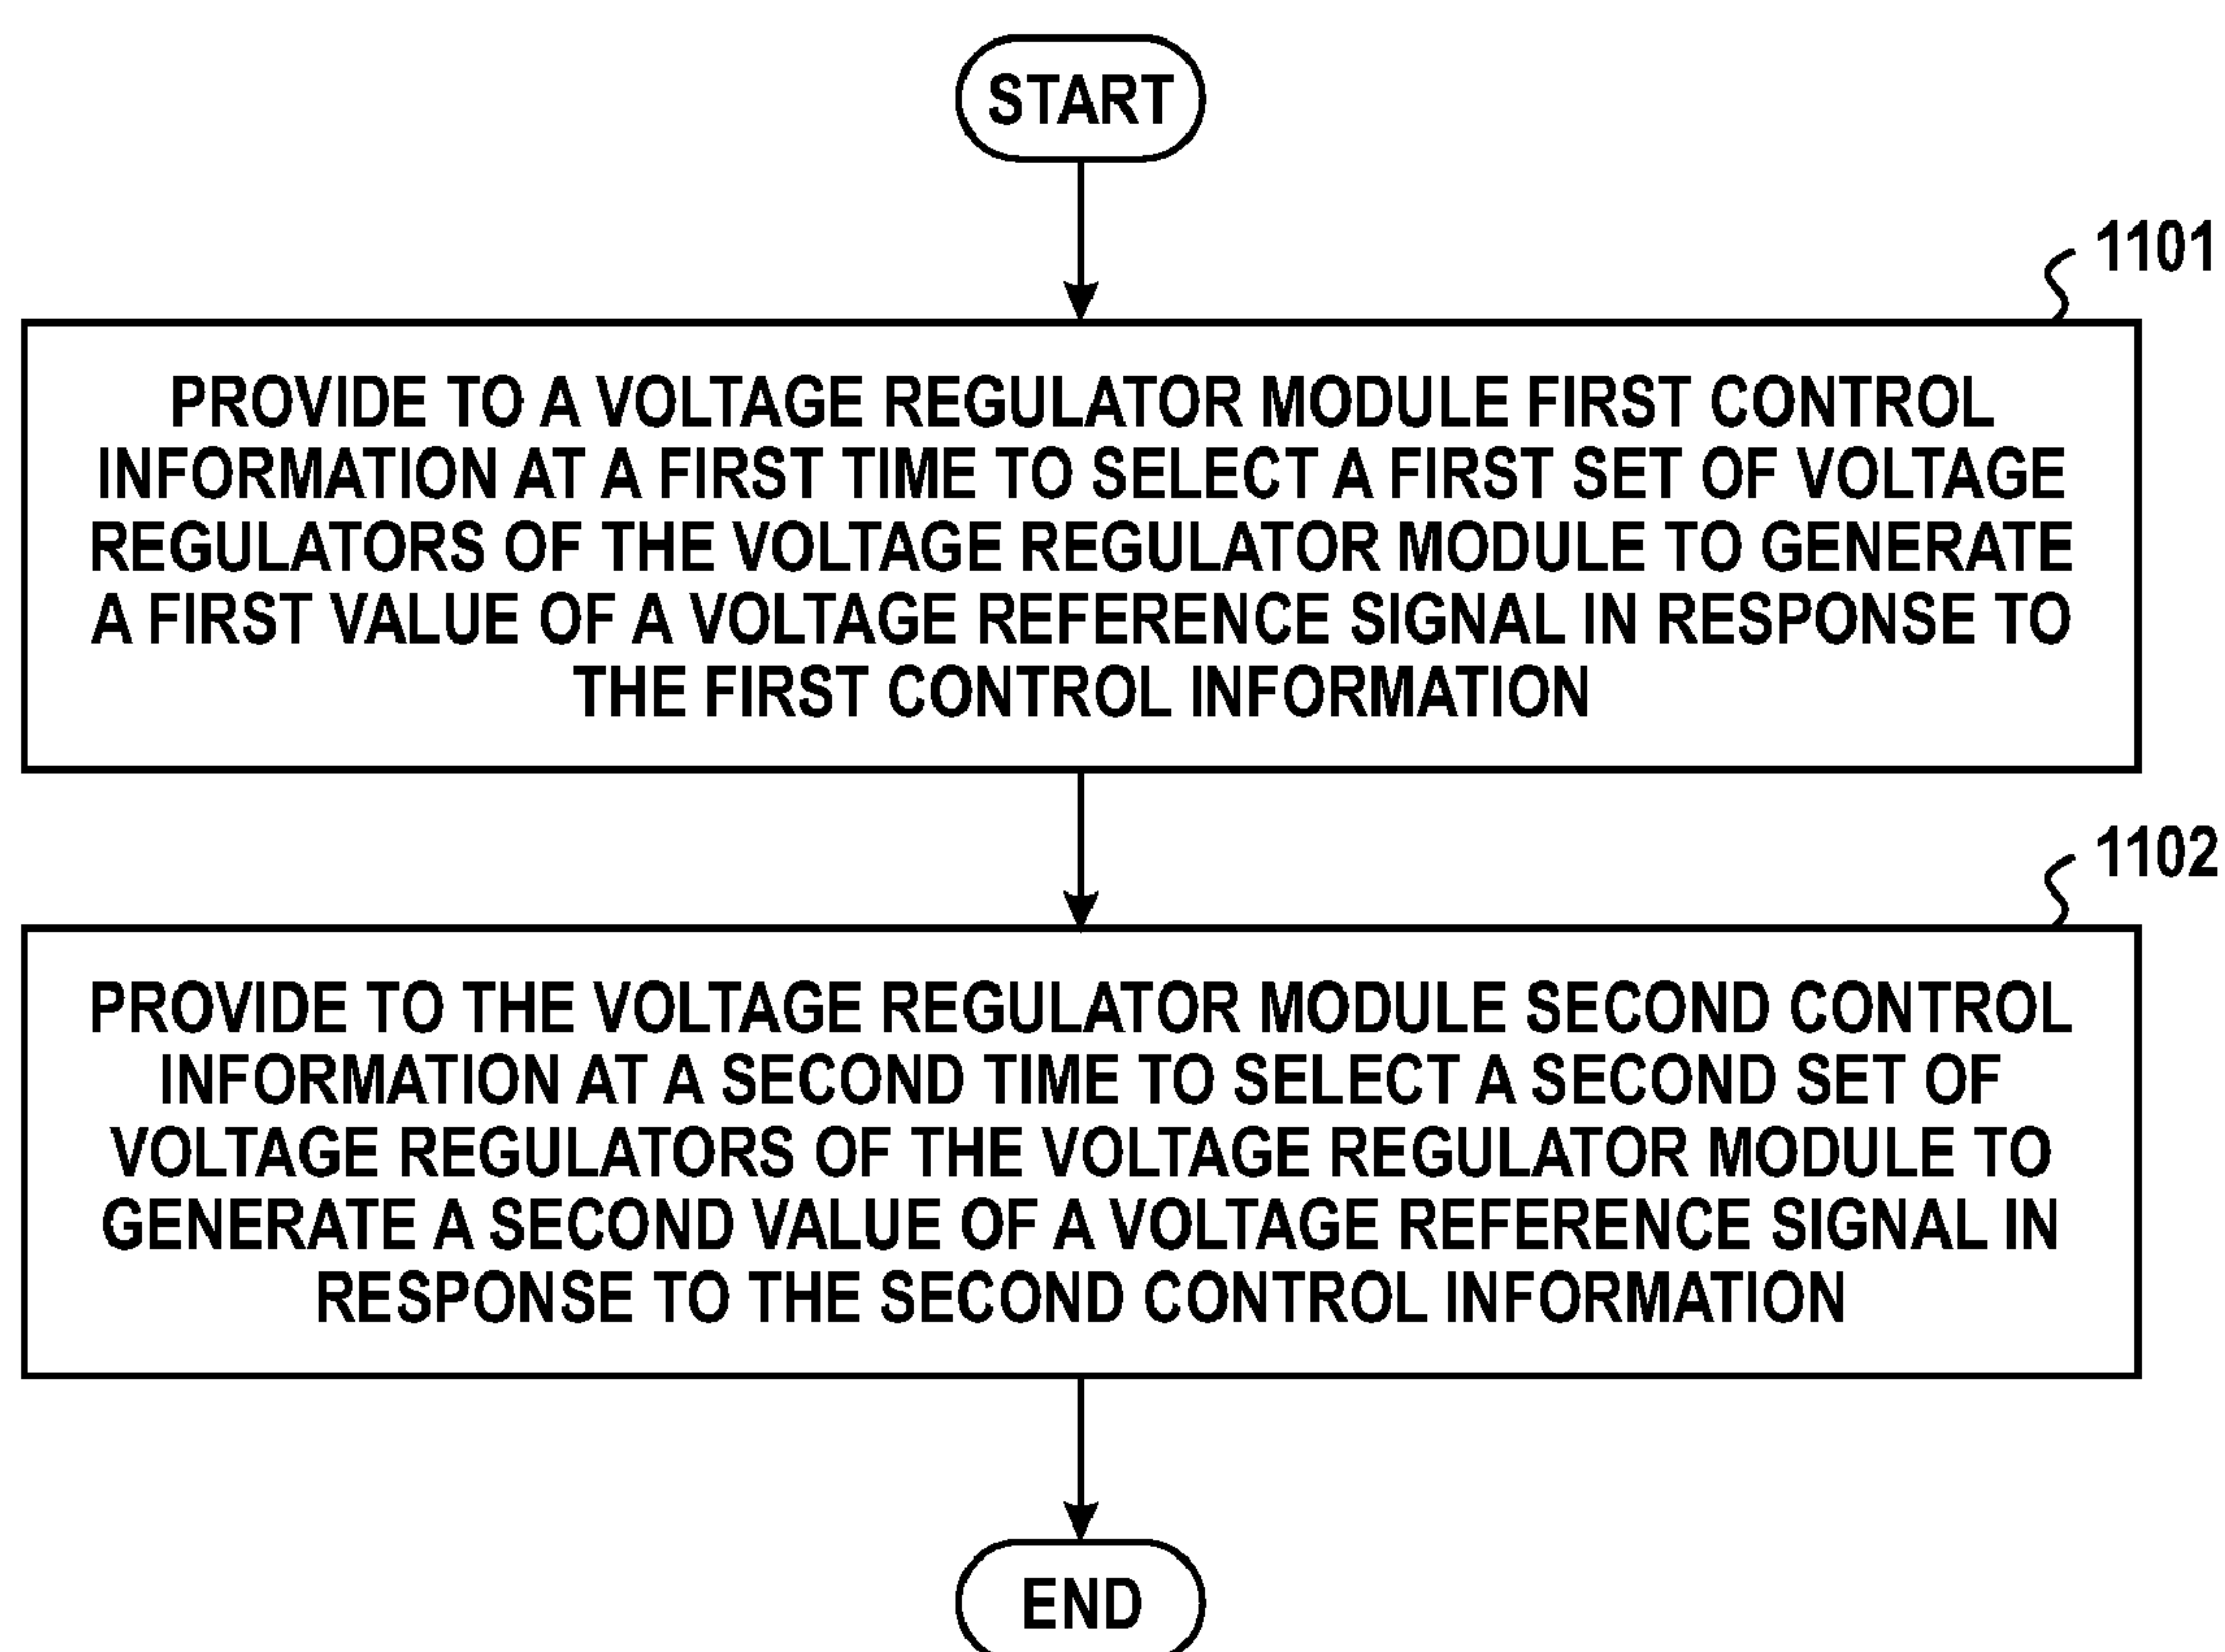 START
1101
PROVIDE TO A VOLTAGE REGULATOR MODULE FIRST CONTROL
INFORMATION AT A FIRST TIME TO SELECT A FIRST SET OF VOLTAGE
REGULATORS OF THE VOLTAGE REGULATOR MODULE TO GENERATE
A FIRST VALUE OF A VOLTAGE REFERENCE SIGNAL IN RESPONSE TO
THE FIRST CONTROL INFORMATION
1102
PROVIDE TO THE VOLTAGE REGULATOR MODULE SECOND CONTROL
INFORMATION AT A SECOND TIME TO SELECT A SECOND SET OF
VOLTAGE REGULATORS OF THE VOLTAGE REGULATOR MODULE TO
GENERATE A SECOND VALUE OF A VOLTAGE REFERENCE SIGNAL IN
RESPONSE TO THE SECOND CONTROL INFORMATION
END